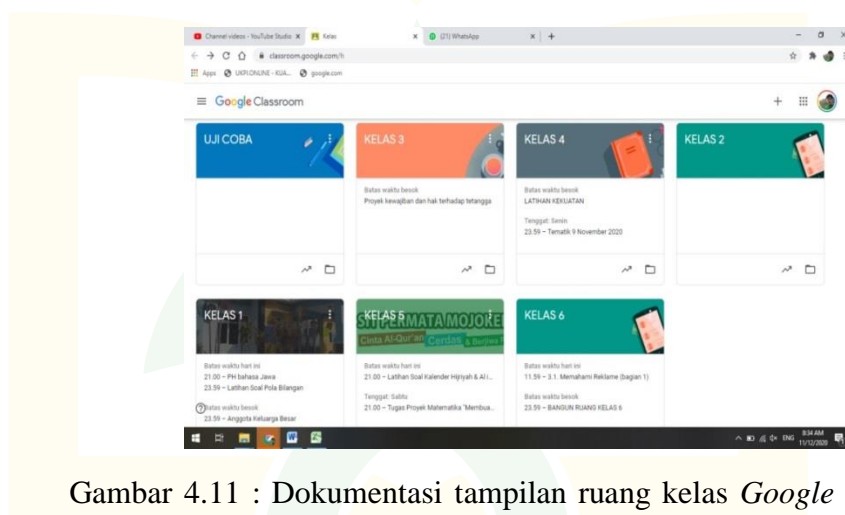 Channel videos - YouTube Studio
Kelas
(21) WhatsApp
classroom.google.com/h
Apps
UKPI ONLINE - KUA...
google.com
Google Classroom
UJI COBA
KELAS 3
KELAS 4
KELAS 2
Batas waktu besok
Proyek kewajiban dan hak terhadap tetangga
Batas waktu besok
LATIHAN KEKUATAN
Tenggat: Senin
23.59 – Tematik 9 November 2020
KELAS 1
KELAS 5
KELAS 6
SIT PERMATA MOJOKE
Cinta Al-Qur'an Cerdas & Berjiwa
Batas waktu hari ini
21.00 – PH bahasa Jawa
23.59 – Latihan Soal Pola Bilangan
Batas waktu besok
23.59 – Anggota Keluarga Besar
Batas waktu hari ini
21.00 – Latihan Soal Kalender Hijriyah & Al I...
Tenggat: Sabtu
21.00 – Tugas Proyek Matematika "Membua...
Batas waktu hari ini
11.59 – 3.1. Memahami Reklame (bagian 1)
Batas waktu besok
23.59 – BANGUN RUANG KELAS 6
ENG
8:34 AM
11/12/2020
Gambar 4.11 : Dokumentasi tampilan ruang kelas Google